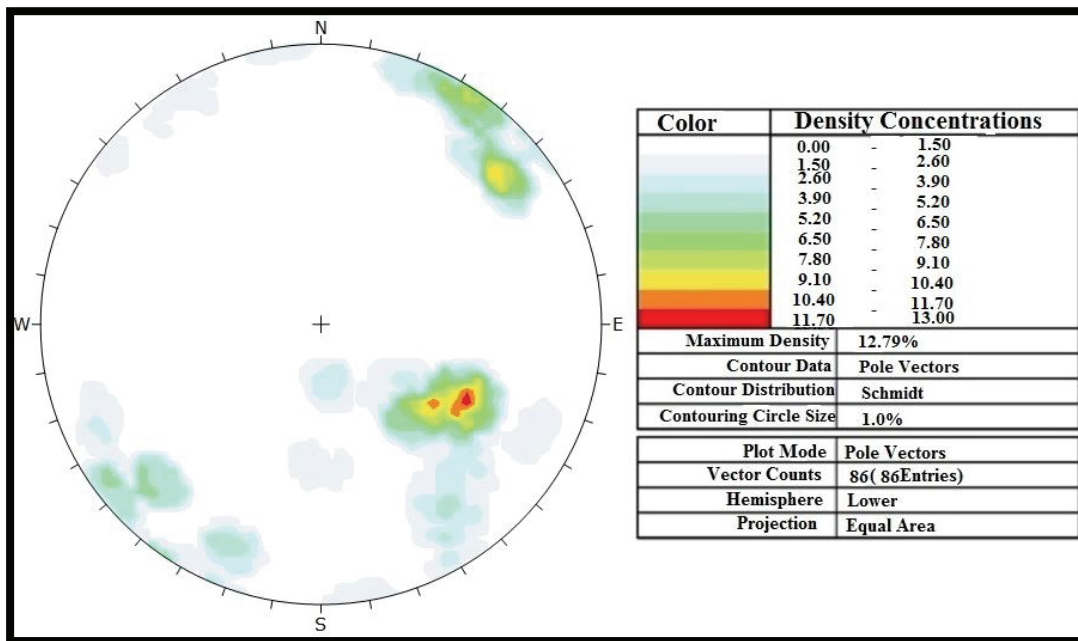 N
W
E
S
Color Density Concentrations
0.00 - 1.50
1.50 - 2.60
2.60 - 3.90
3.90 - 5.20
5.20 - 6.50
6.50 - 7.80
7.80 - 9.10
9.10 - 10.40
10.40 - 11.70
11.70 - 13.00
Maximum Density 12.79%
Contour Data Pole Vectors
Contour Distribution Schmidt
Contouring Circle Size 1.0%
Plot Mode Pole Vectors
Vector Counts 86( 86Entries)
Hemisphere Lower
Projection Equal Area